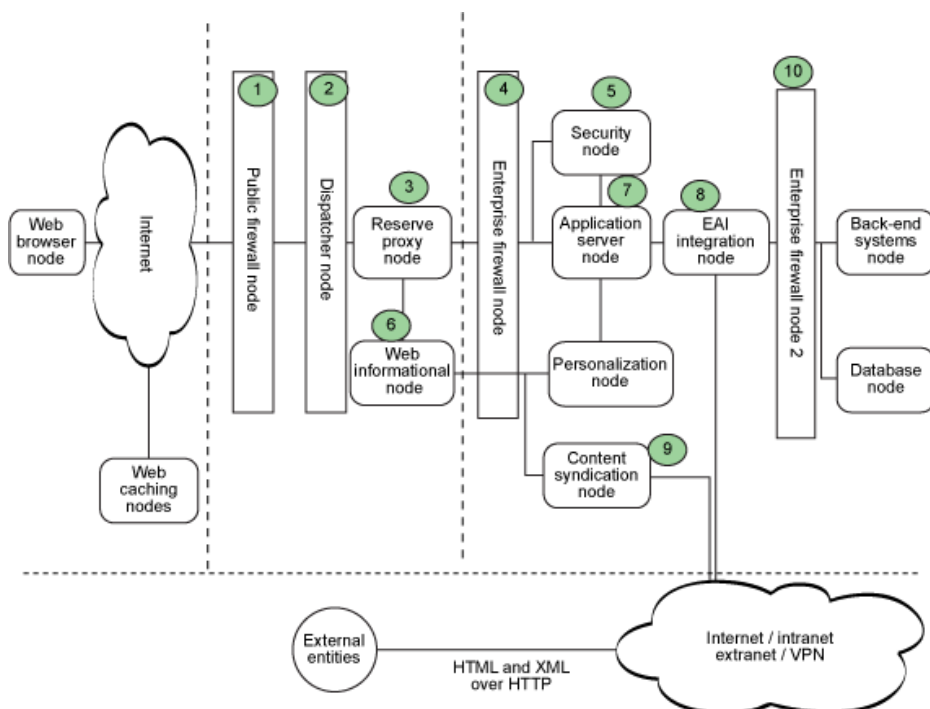 1
2
3
4
5
6
7
8
9
10
Web
browser
node
Internet
Web
caching
nodes
Public firewall node
Dispatcher node
Reserve
proxy
node
Web
informational
node
Enterprise firewall node
Security
node
Application
server
node
Personalization
node
Content
syndication
node
EAI
integration
node
Enterprise firewall node 2
Back-end
systems
node
Database
node
External
entities
HTML and XML
over HTTP
Internet / intranet
extranet / VPN